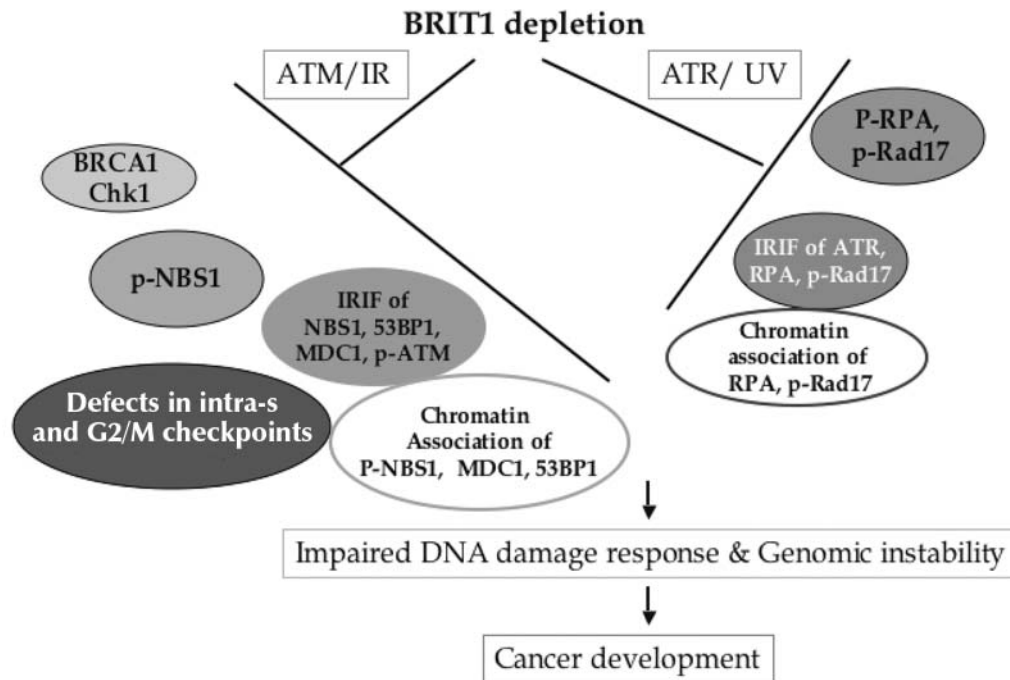 BRIT1 depletion
ATM/IR
ATR/ UV
P-RPA,
p-Rad17
BRCA1
Chk1
IRIF of ATR,
RPA, p-Rad17
p-NBS1
IRIF of
NBS1, 53BP1,
MDC1, p-ATM
Chromatin
association of
RPA, p-Rad17
Defects in intra-s
and G2/M checkpoints
Chromatin
Association of
P-NBS1, MDC1, 53BP1
Impaired DNA damage response & Genomic instability
Cancer development